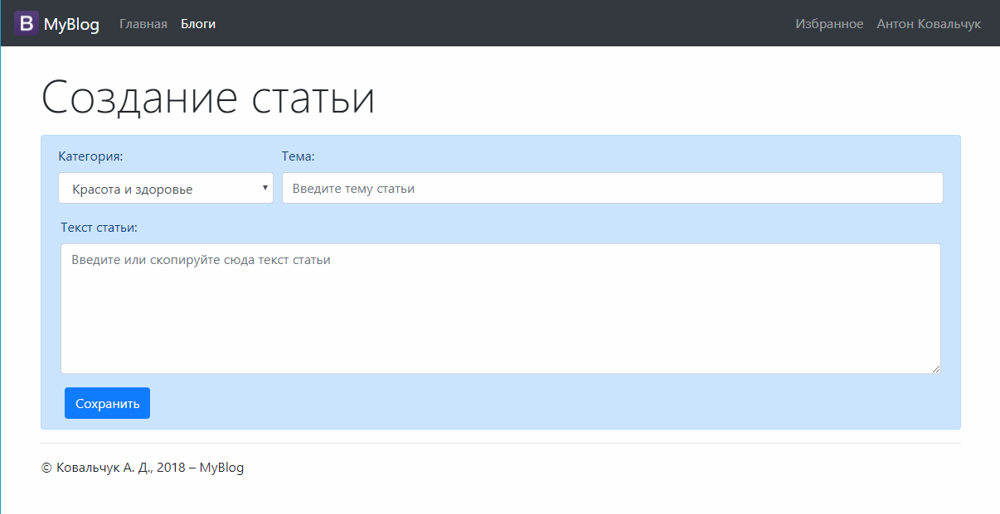 B MyBlog Главная Блоги Избранное Антон Ковальчук
Создание статьи
Категория: Тема:
Красота и здоровье Введите тему статьи
Текст статьи:
Введите или скопируйте сюда текст статьи
Сохранить
© Ковальчук А. Д., 2018 – MyBlog